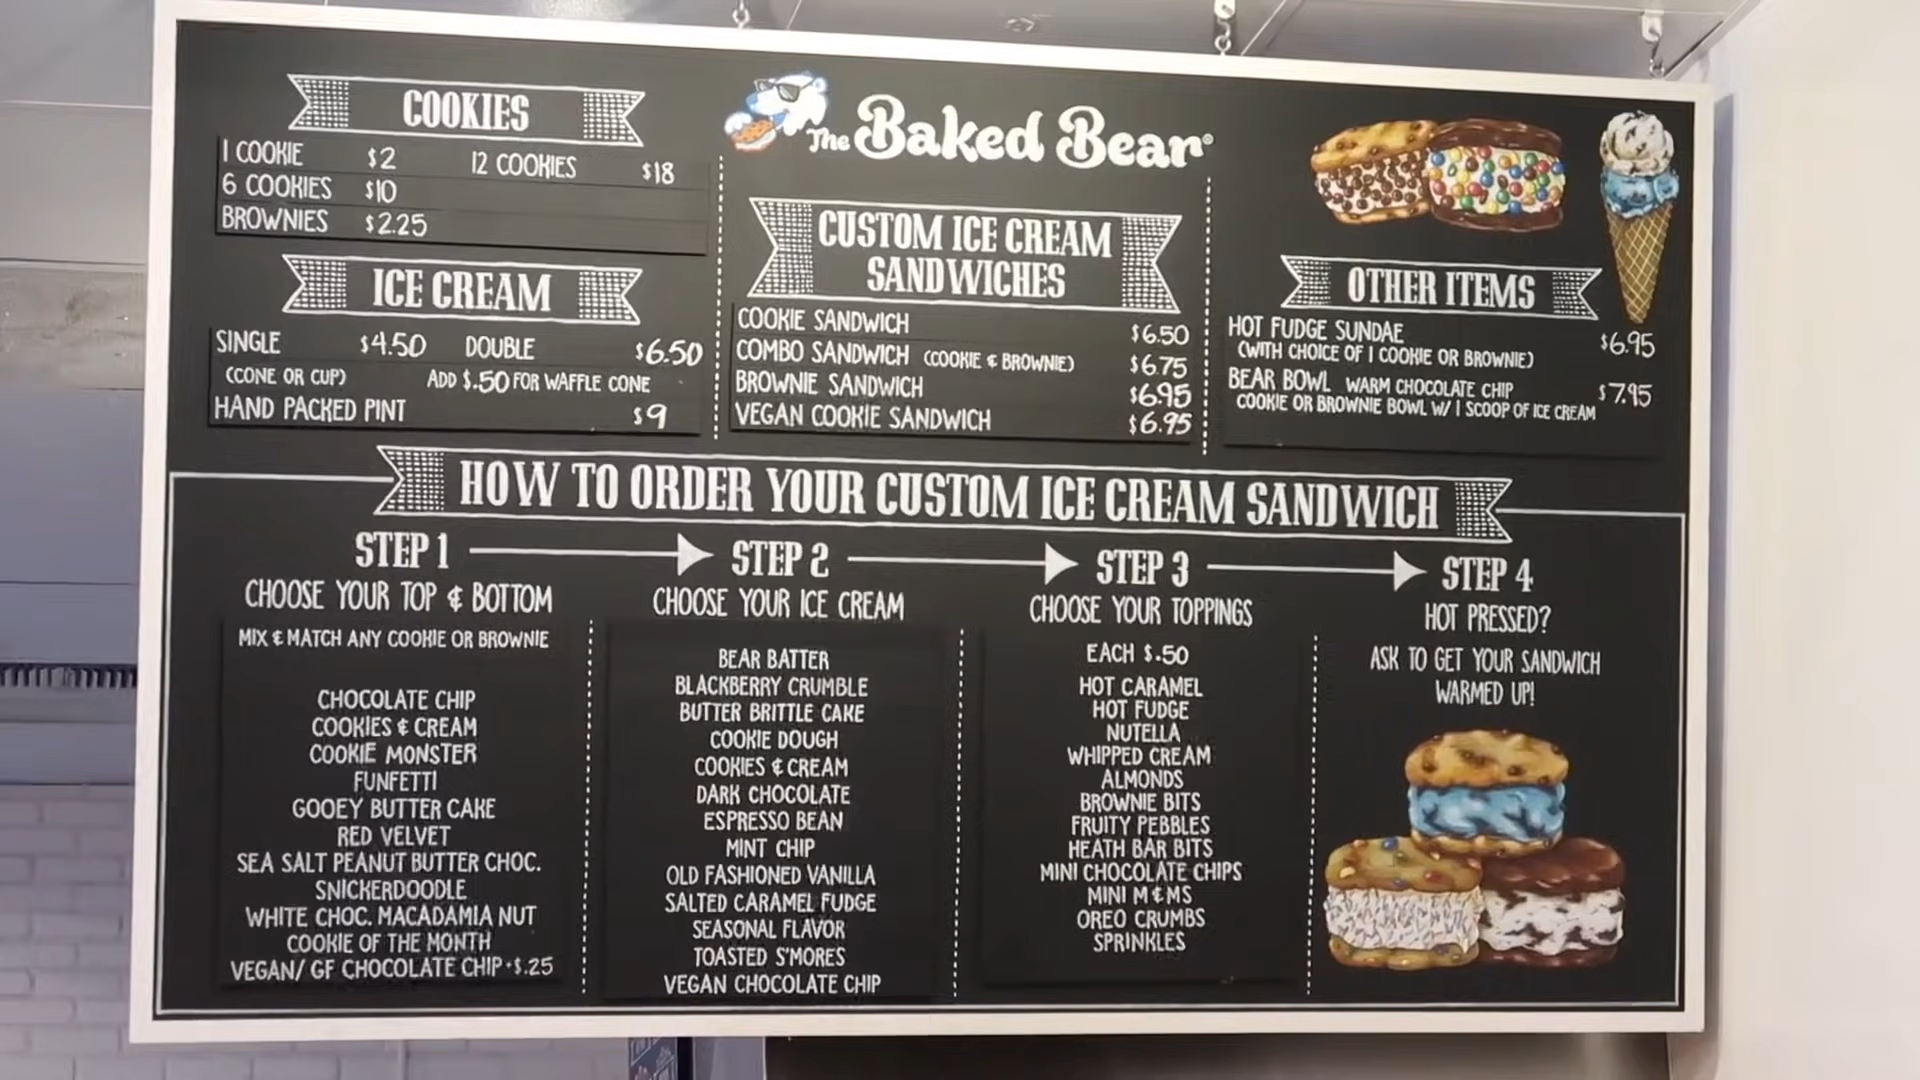 COOKIES
1 COOKIE $2 12 COOKIES $18
6 COOKIES $10
BROWNIES $2.25
ICE CREAM
SINGLE $4.50 DOUBLE $6.50
(CONE OR CUP) ADD $.50 FOR WAFFLE CONE
HAND PACKED PINT $9
The Baked Bear®
CUSTOM ICE CREAM
SANDWICHES
COOKIE SANDWICH $6.50
COMBO SANDWICH (COOKIE & BROWNIE) $6.75
BROWNIE SANDWICH $6.95
VEGAN COOKIE SANDWICH $6.95
OTHER ITEMS
HOT FUDGE SUNDAE $6.95
(WITH CHOICE OF 1 COOKIE OR BROWNIE)
BEAR BOWL WARM CHOCOLATE CHIP $7.95
COOKIE OR BROWNIE BOWL W/ 1 SCOOP OF ICE CREAM
HOW TO ORDER YOUR CUSTOM ICE CREAM SANDWICH
STEP 1
CHOOSE YOUR TOP & BOTTOM
MIX & MATCH ANY COOKIE OR BROWNIE
CHOCOLATE CHIP
COOKIES & CREAM
COOKIE MONSTER
FUNFETTI
GOOEY BUTTER CAKE
RED VELVET
SEA SALT PEANUT BUTTER CHOC.
SNICKERDOODLE
WHITE CHOC. MACADAMIA NUT
COOKIE OF THE MONTH
VEGAN/ GF CHOCOLATE CHIP +$.25
STEP 2
CHOOSE YOUR ICE CREAM
BEAR BATTER
BLACKBERRY CRUMBLE
BUTTER BRITTLE CAKE
COOKIE DOUGH
COOKIES & CREAM
DARK CHOCOLATE
ESPRESSO BEAN
MINT CHIP
OLD FASHIONED VANILLA
SALTED CARAMEL FUDGE
SEASONAL FLAVOR
TOASTED S'MORES
VEGAN CHOCOLATE CHIP
STEP 3
CHOOSE YOUR TOPPINGS
EACH $.50
HOT CARAMEL
HOT FUDGE
NUTELLA
WHIPPED CREAM
ALMONDS
BROWNIE BITS
FRUITY PEBBLES
HEATH BAR BITS
MINI CHOCOLATE CHIPS
MINI M&MS
OREO CRUMBS
SPRINKLES
STEP 4
HOT PRESSED?
ASK TO GET YOUR SANDWICH
WARMED UP!